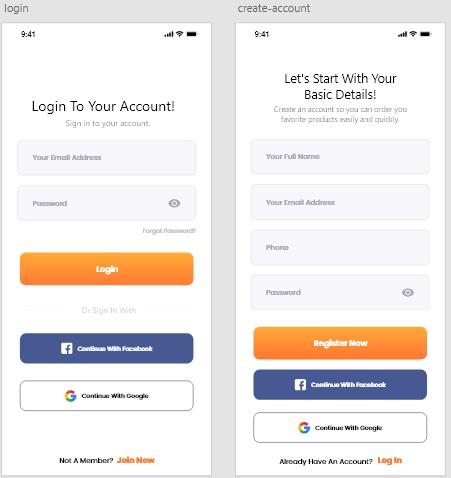 login
9:41
Login To Your Account!
Sign in to your account.
Your Email Address
Password
Forgot Password?
Login
Or Sign In With
Continue With Facebook
Continue With Google
Not A Member? Join Now
create-account
9:41
Let's Start With Your
Basic Details!
Create an account so you can order you
favorite products easily and quickly.
Your Full Name
Your Email Address
Phone
Password
Register Now
Continue With Facebook
Continue With Google
Already Have An Account? Log In